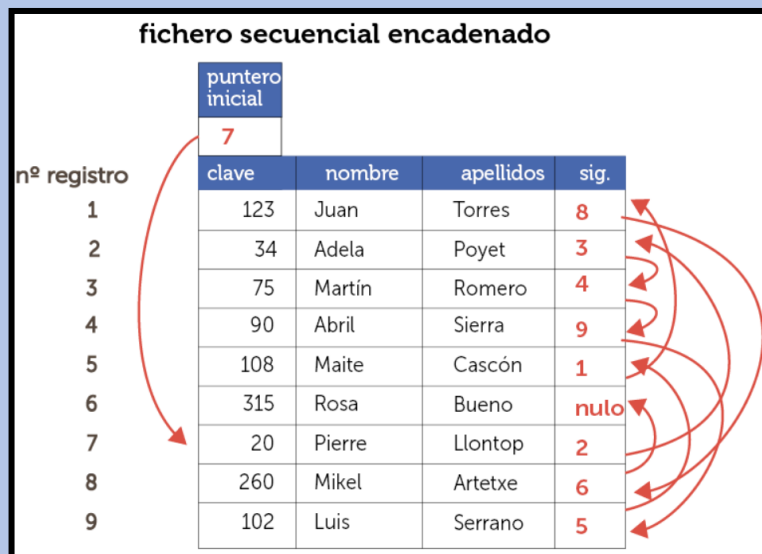 fichero secuencial encadenado
puntero
inicial
7
nº registro clave nombre apellidos sig.
1 123 Juan Torres 8
2 34 Adela Poyet 3
3 75 Martín Romero 4
4 90 Abril Sierra 9
5 108 Maite Cascón 1
6 315 Rosa Bueno nulo
7 20 Pierre Llontop 2
8 260 Mikel Artetxe 6
9 102 Luis Serrano 5